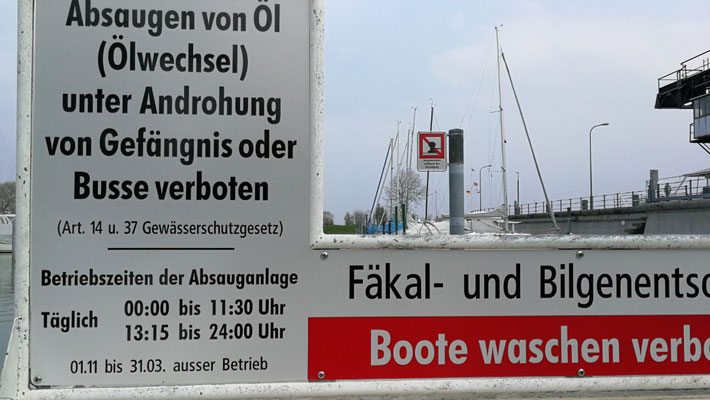 Absaugen von Öl
(Ölwechsel)
unter Androhung
von Gefängnis oder
Busse verboten
(Art. 14 u. 37 Gewässerschutzgesetz)
Betriebszeiten der Absauganlage
Täglich 00:00 bis 11:30 Uhr
13:15 bis 24:00 Uhr
01.11 bis 31.03. ausser Betrieb
Fäkal- und Bilgenentso
Boote waschen verbo